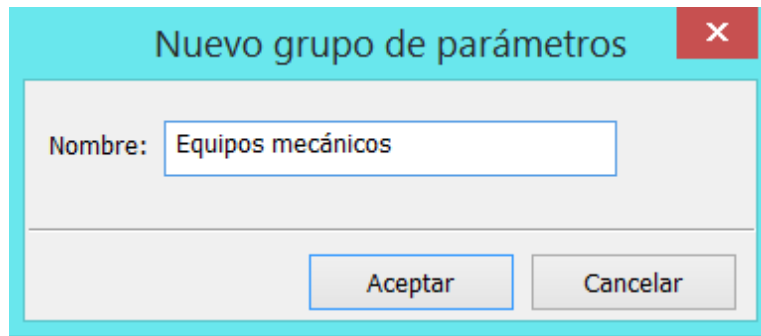 Nuevo grupo de parámetros
Nombre: Equipos mecánicos
Aceptar Cancelar